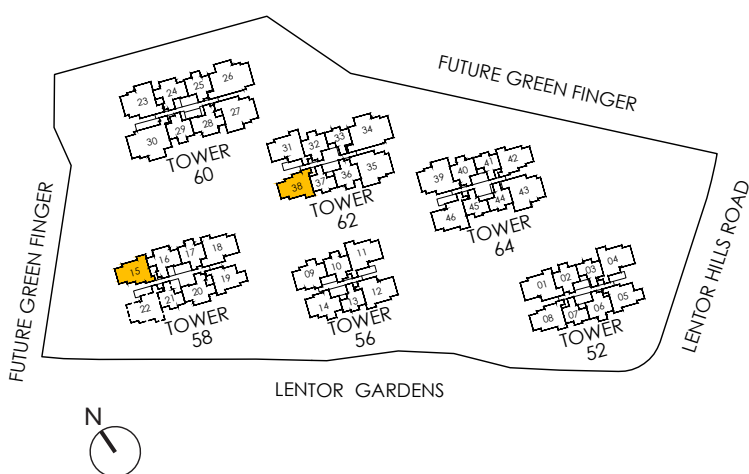 FUTURE GREEN FINGER
23 24 25 26
30 29 28 27
TOWER
60
31 32 33 34
38 37 36 35
TOWER
62
39 40 41 42
46 45 44 43
TOWER
64
FUTURE GREEN FINGER
15 16 17 18
22 21 20 19
TOWER
58
09 10 11
14 13 12
TOWER
56
01 02 03 04
08 07 06 05
TOWER
52
LENTOR HILLS ROAD
LENTOR GARDENS
N